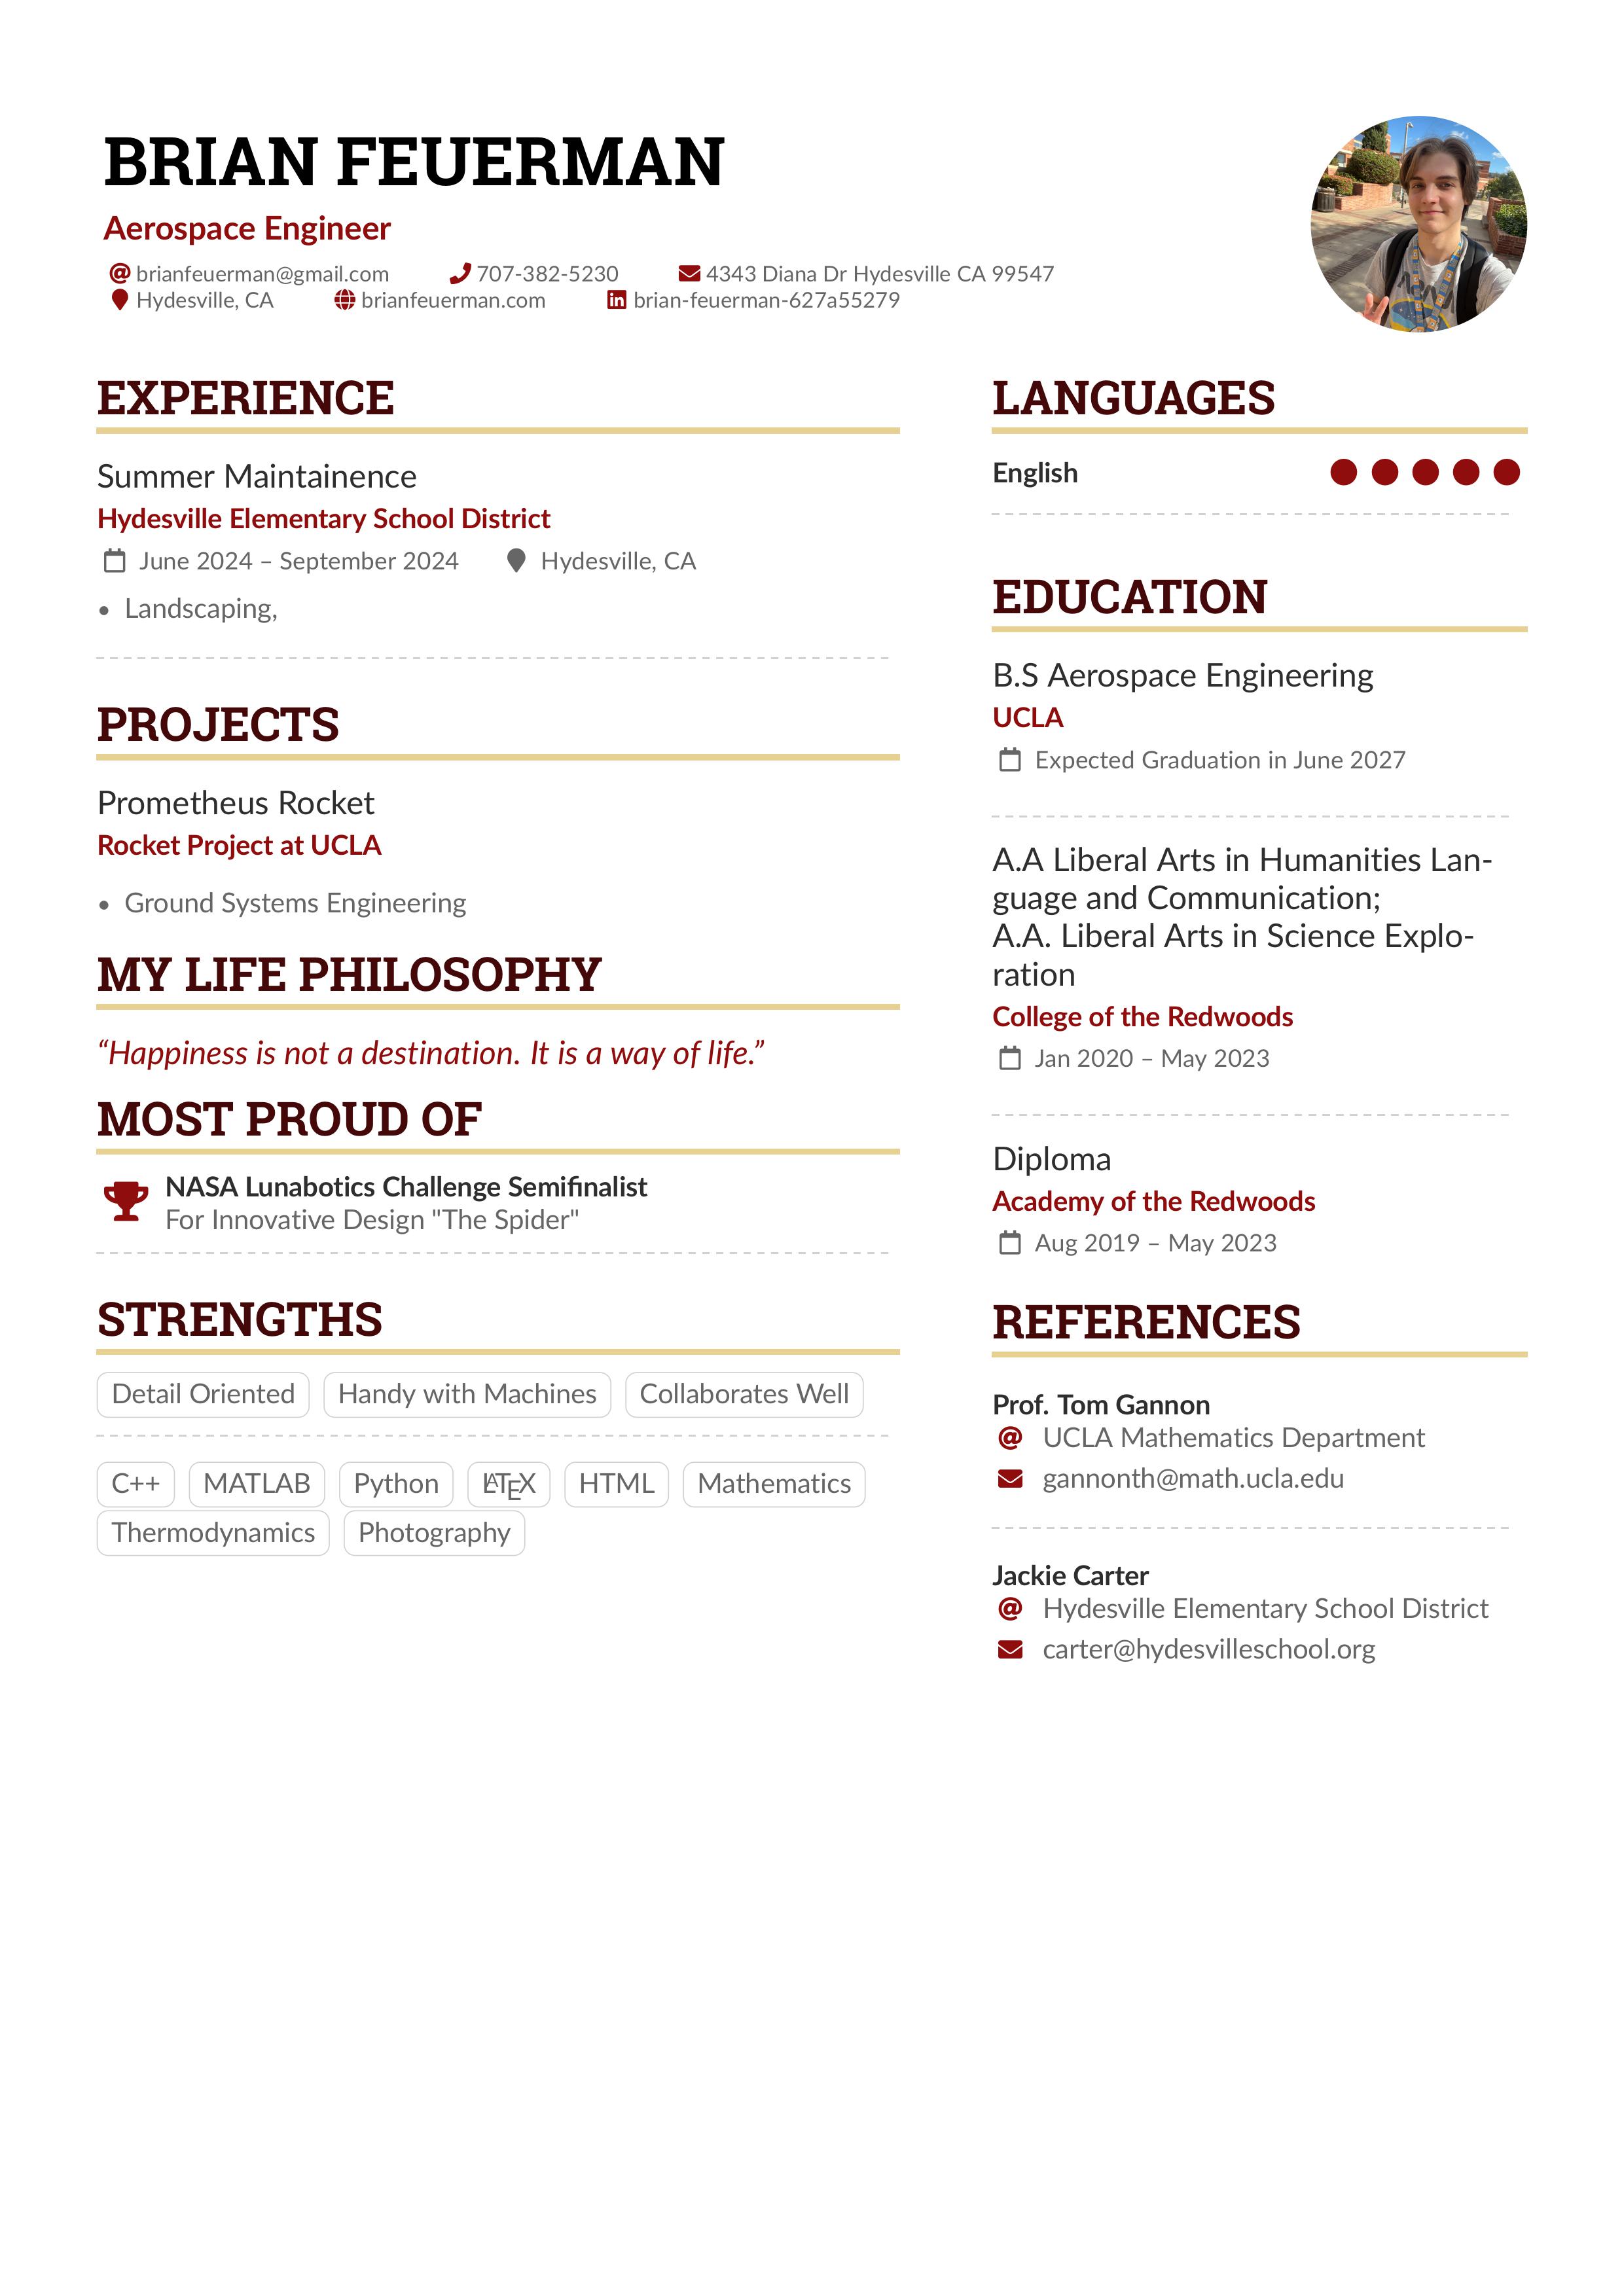 BRIAN FEUERMAN
Aerospace Engineer
brianfeuerman@gmail.com 707-382-5230 4343 Diana Dr Hydesville CA 99547
Hydesville, CA brianfeuerman.com brian-feuerman-627a55279
EXPERIENCE
Summer Maintainence
Hydesville Elementary School District
June 2024 – September 2024 Hydesville, CA
• Landscaping,
PROJECTS
Prometheus Rocket
Rocket Project at UCLA
• Ground Systems Engineering
MY LIFE PHILOSOPHY
“Happiness is not a destination. It is a way of life.”
MOST PROUD OF
NASA Lunabotics Challenge Semifinalist
For Innovative Design "The Spider"
STRENGTHS
Detail Oriented Handy with Machines Collaborates Well
C++ MATLAB Python LATEX HTML Mathematics
Thermodynamics Photography
LANGUAGES
English
EDUCATION
B.S Aerospace Engineering
UCLA
Expected Graduation in June 2027
A.A Liberal Arts in Humanities Lan-
guage and Communication;
A.A. Liberal Arts in Science Explo-
ration
College of the Redwoods
Jan 2020 – May 2023
Diploma
Academy of the Redwoods
Aug 2019 – May 2023
REFERENCES
Prof. Tom Gannon
@ UCLA Mathematics Department
gannonth@math.ucla.edu
Jackie Carter
@ Hydesville Elementary School District
carter@hydesvilleschool.org